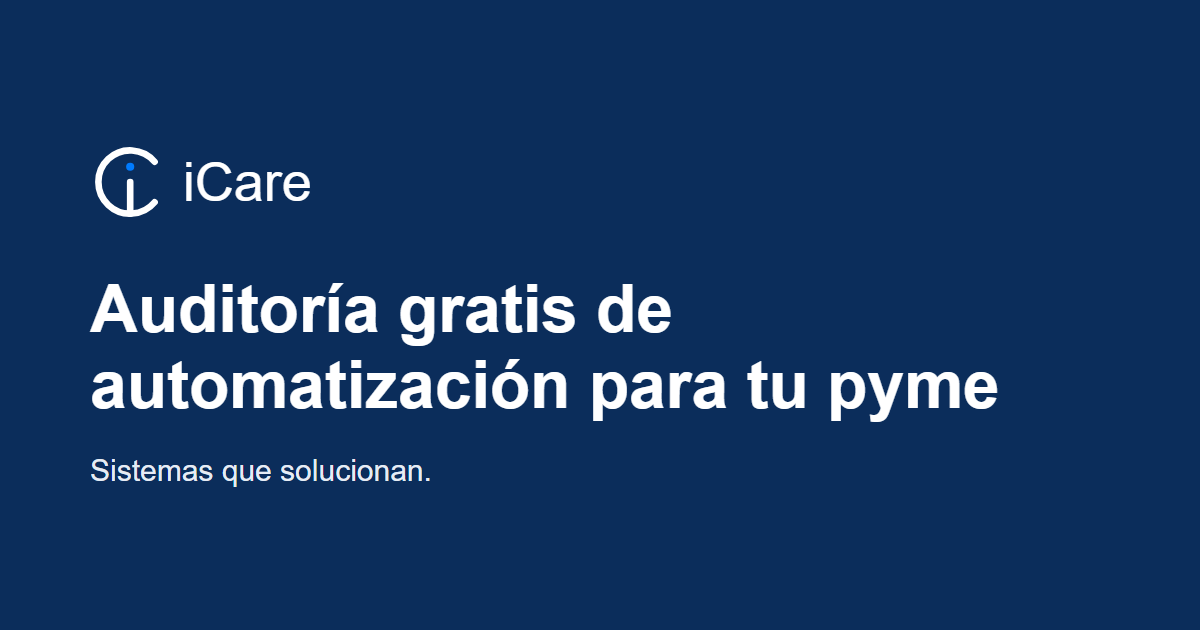 iCare
Auditoría gratis de
automatización para tu pyme
Sistemas que solucionan.